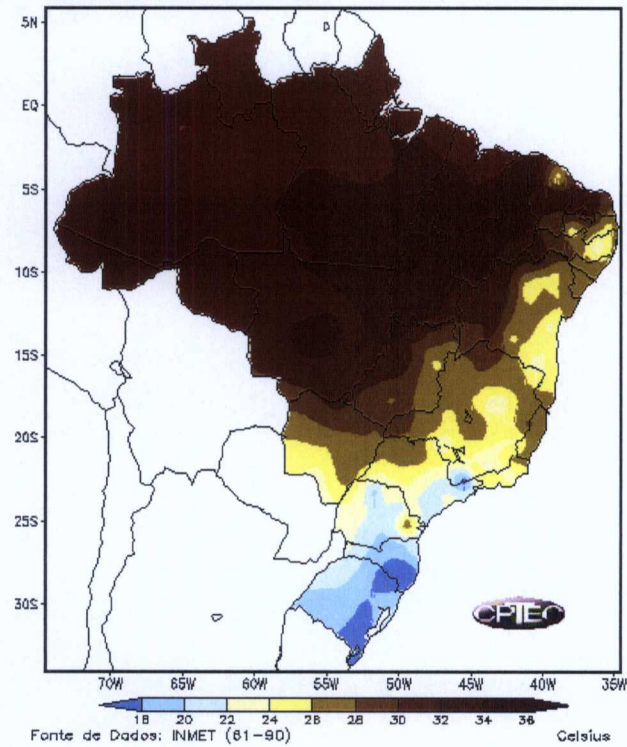 5N
EQ
5S
10S
15S
20S
25S
30S
CPTEC
70W 65W 60W 55W 50W 45W 40W 35W
18 20 22 24 26 28 30 32 34 36
Fonte de Dados: INMET (61-90) Celsius